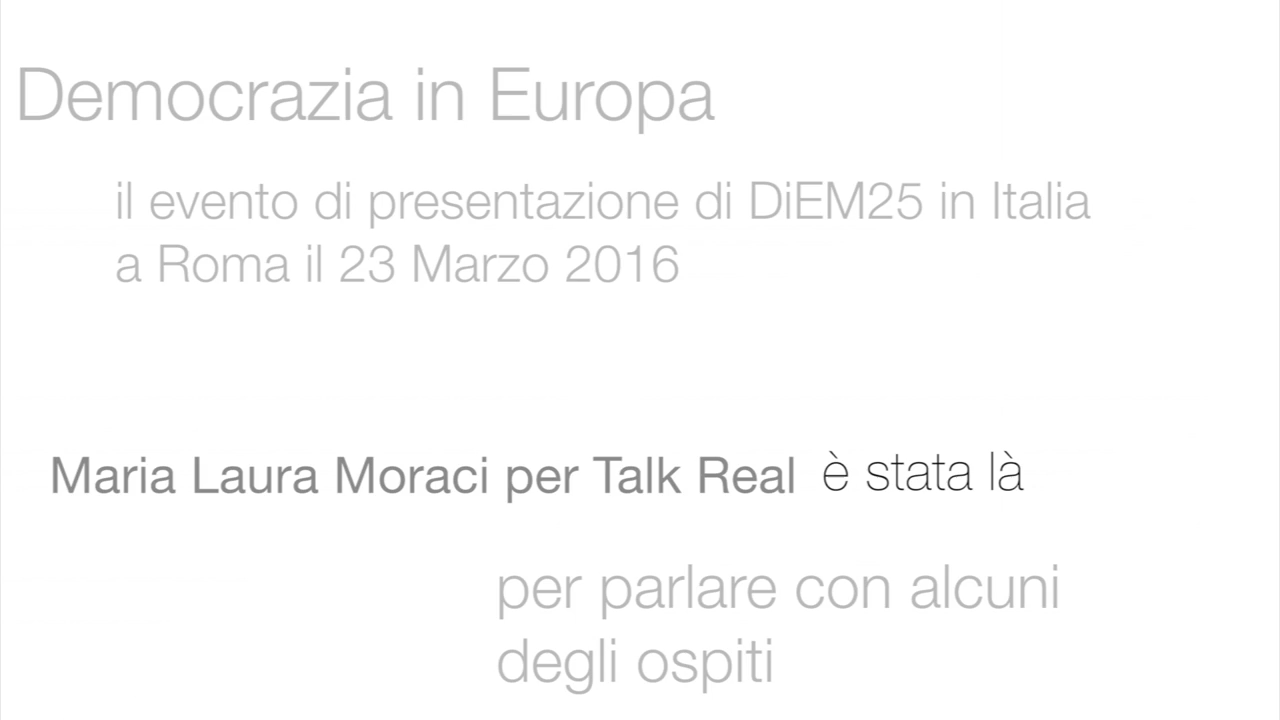 Democrazia in Europa
il evento di presentazione di DiEM25 in Italia
a Roma il 23 Marzo 2016
Maria Laura Moraci per Talk Real è stata là
per parlare con alcuni
degli ospiti